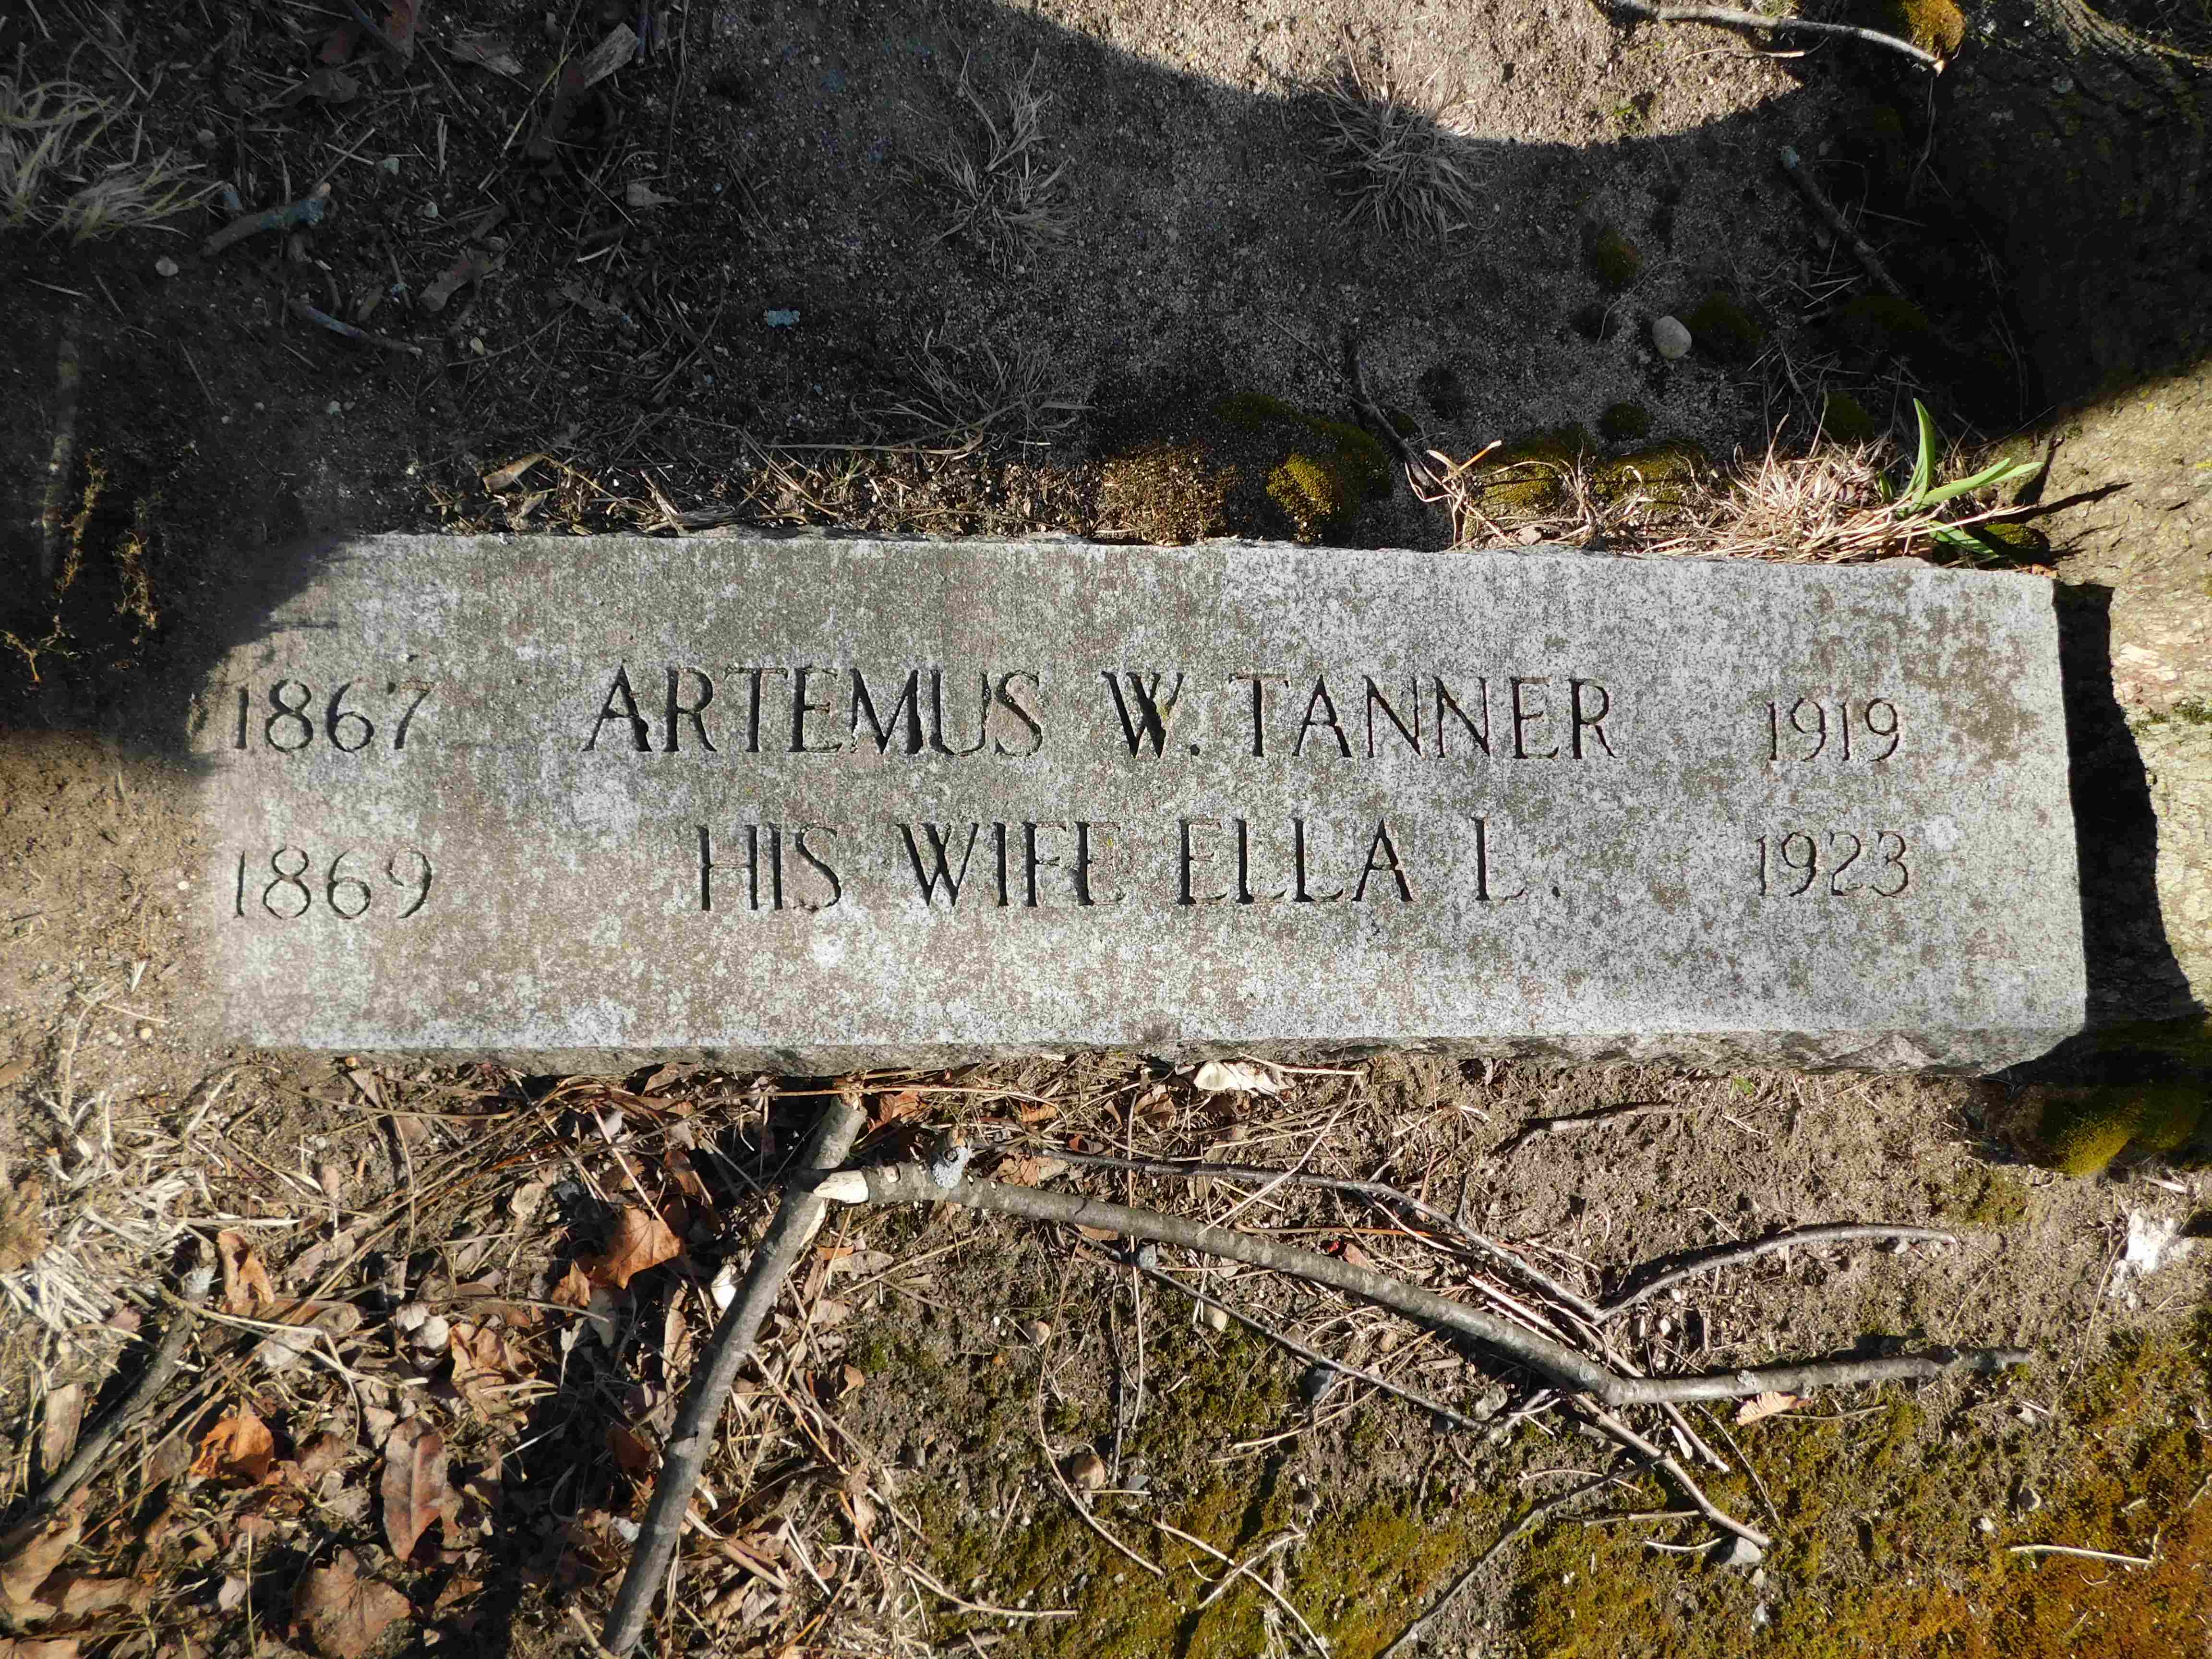 1867 ARTEMUS W. TANNER 1919
1869 HIS WIFE ELLA L. 1923